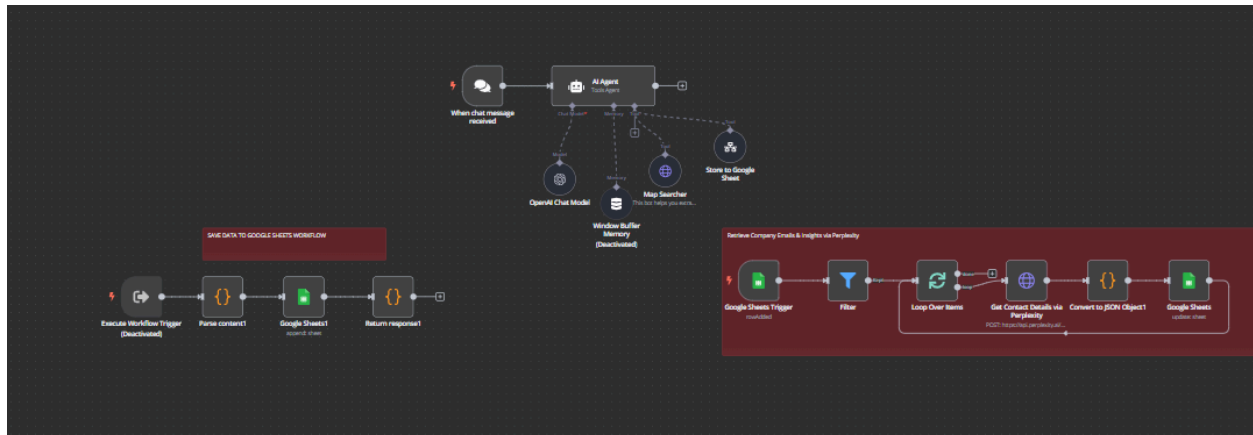 When chat message
received
AI Agent
Tools Agent
Chat Model*
Memory
Tool
Model
OpenAI Chat Model
Memory
Window Buffer
Memory
(Deactivated)
Tool
Map Searcher
This bot helps you extra...
Tool
Store to Google
Sheet
SAVE DATA TO GOOGLE SHEETS WORKFLOW
Execute Workflow Trigger
(Deactivated)
Parse content1
Google Sheets1
append: sheet
Return response1
Retrieve Company Emails & Insights via Perplexity
Google Sheets Trigger
rowAdded
Filter
Loop Over Items
Get Contact Details via
Perplexity
POST: https://api.perplexity.ai/...
Convert to JSON Object1
Google Sheets
update: sheet